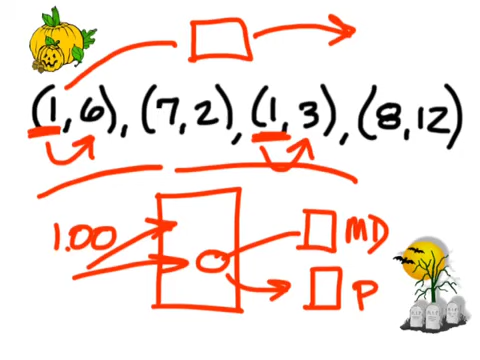 (1,6), (7,2), (1,3), (8,12)
1.00
MD
P